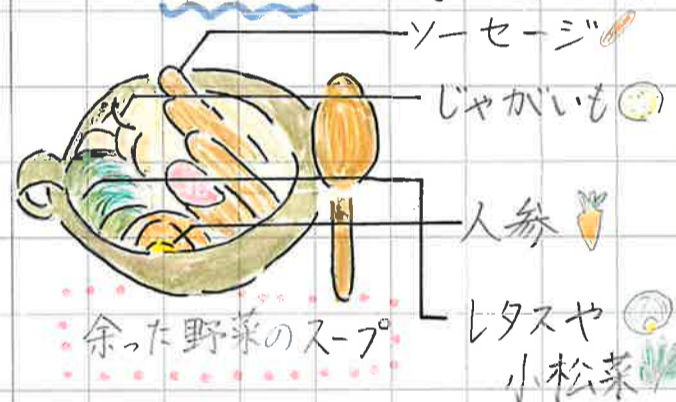 ソーセージ
じゃがいも
人参
レタスや
小松菜
余った野菜のスープ